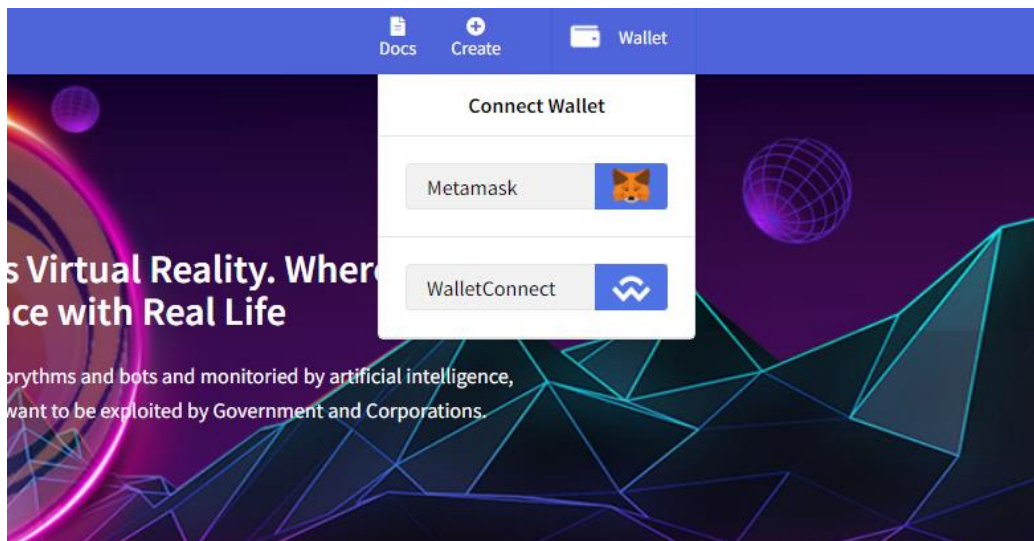 Docs
Create
Wallet
Connect Wallet
Metamask
WalletConnect
s Virtual Reality. Wher
ce with Real Life
orythms and bots and monitoried by artificial intelligence,
want to be exploited by Government and Corporations.